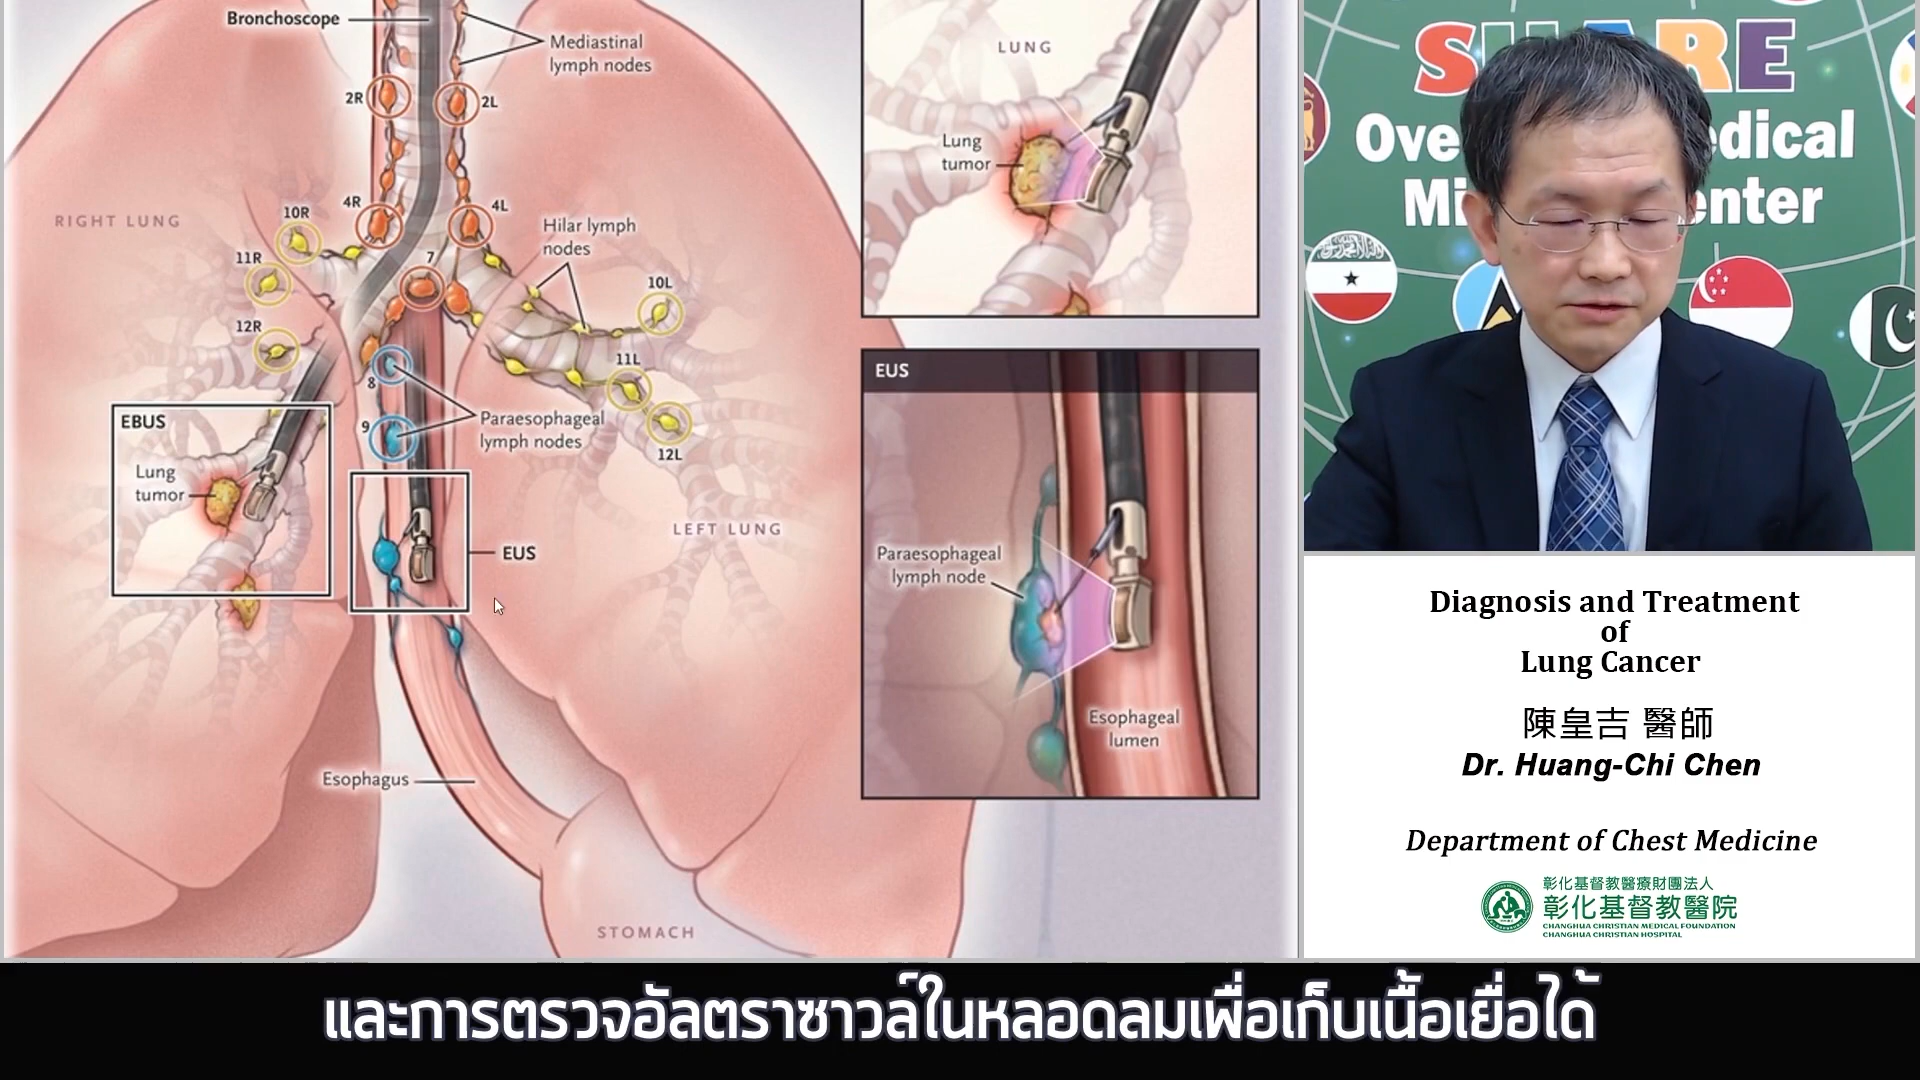 Bronchoscope
Mediastinal
lymph nodes
2R
2L
4R
4L
10R
RIGHT LUNG
Hilar lymph
nodes
11R
7
10L
12R
11L
8
Paraesophageal
lymph nodes
9
12L
EBUS
Lung
tumor
LEFT LUNG
EUS
Esophagus
STOMACH
LUNG
Lung
tumor
EUS
Paraesophageal
lymph node
Esophageal
lumen
Diagnosis and Treatment
of
Lung Cancer
陳皇吉 醫師
Dr. Huang-Chi Chen
Department of Chest Medicine
彰化基督教醫療財團法人
彰化基督教醫院
CHANGHUA CHRISTIAN MEDICAL FOUNDATION
CHANGHUA CHRISTIAN HOSPITAL
และการตรวจอัลตราซาวล์ในหลอดลมเพื่อเก็บเนื้อเยื่อได้